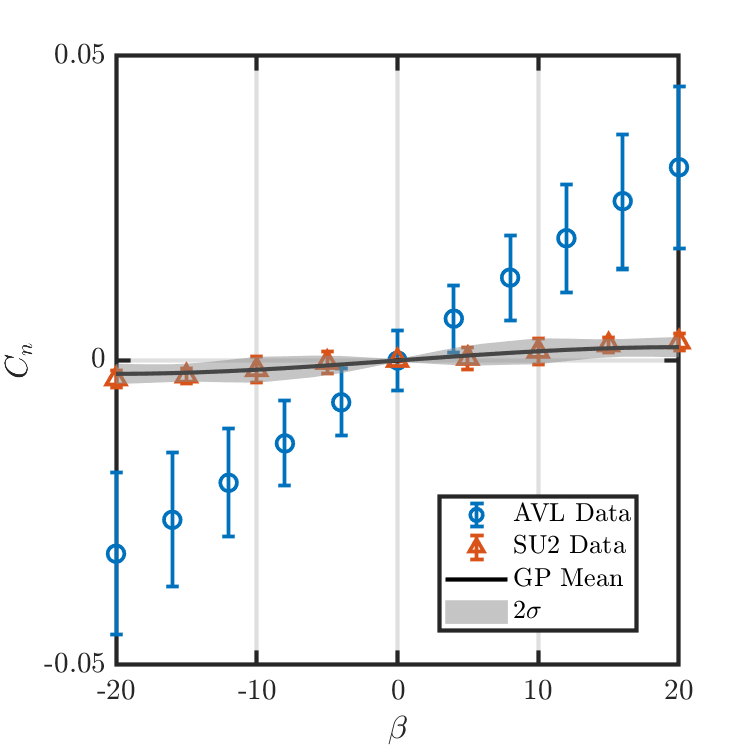 0.05
0
-0.05
C_n
-20
-10
0
10
20
β
AVL Data
SU2 Data
GP Mean
2σ